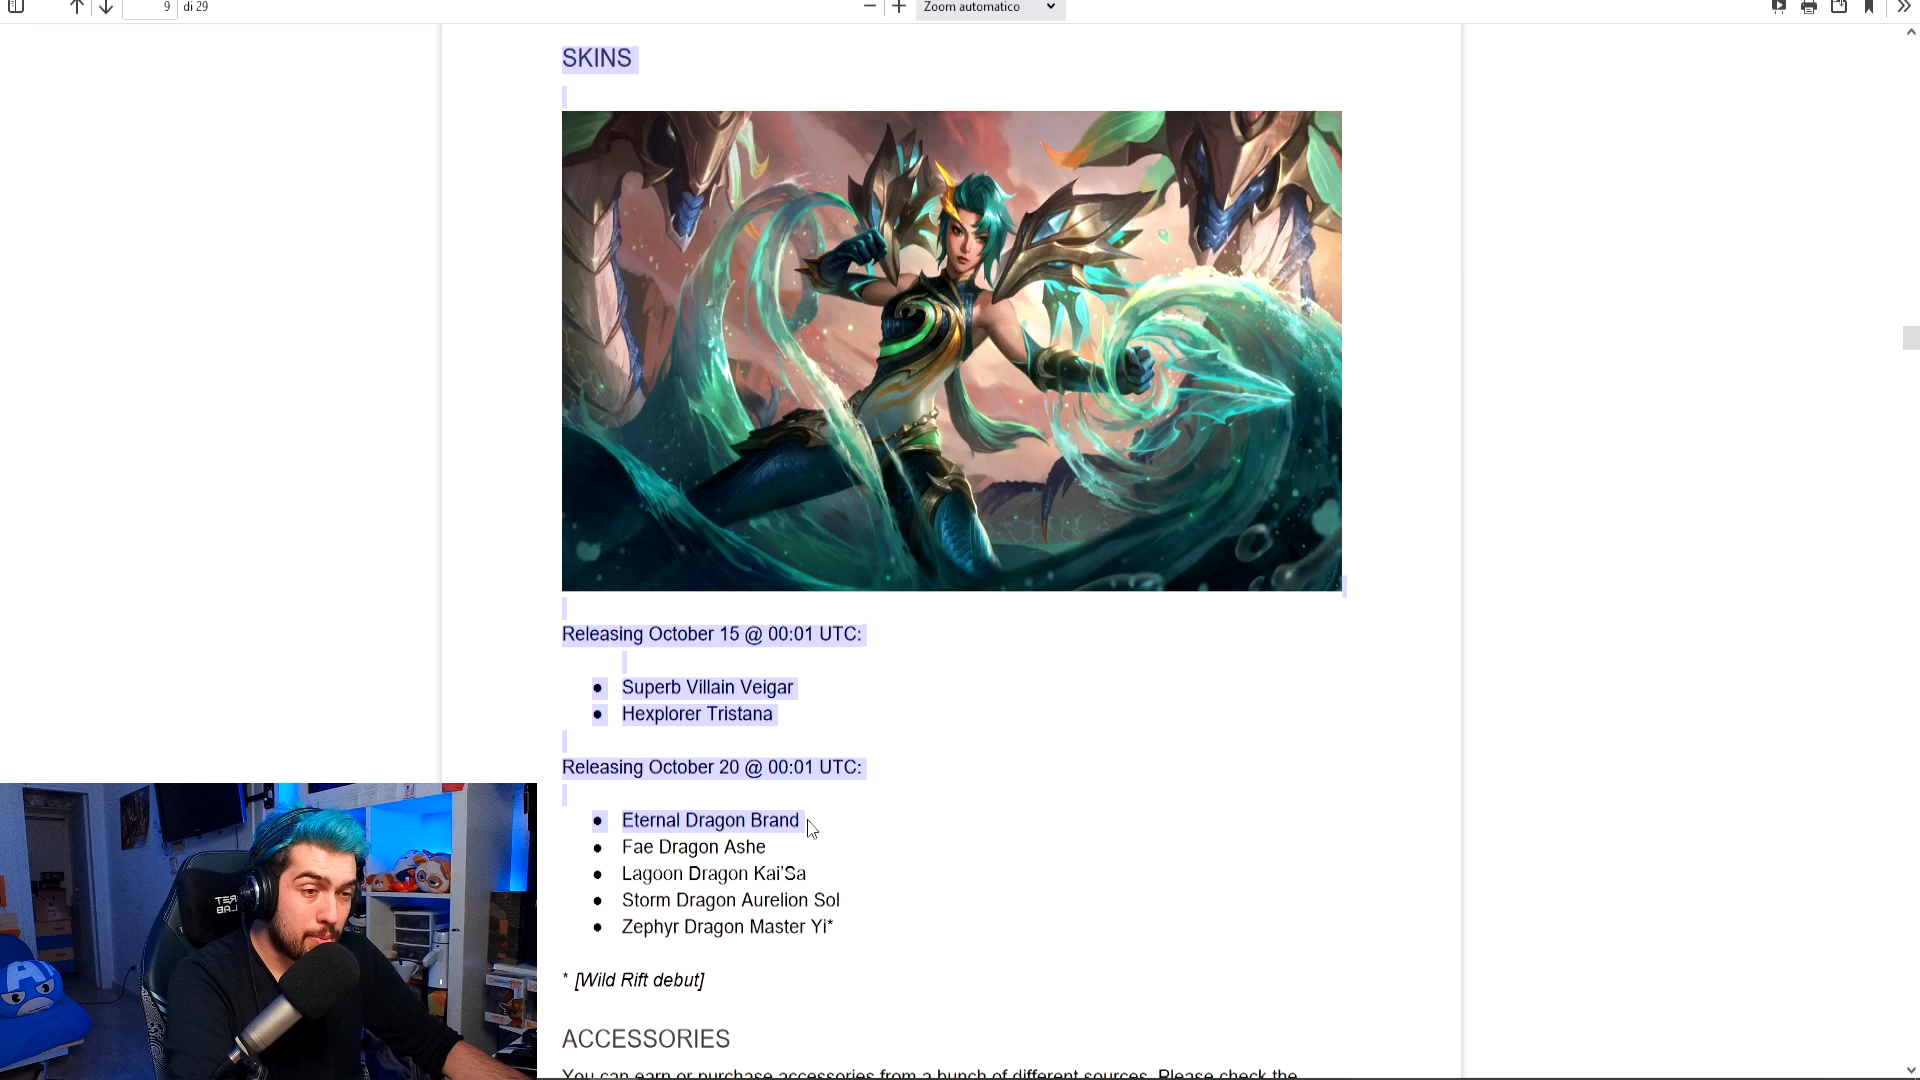 9 di 29 Zoom automatico
SKINS
Releasing October 15 @ 00:01 UTC:
● Superb Villain Veigar
● Hexplorer Tristana
Releasing October 20 @ 00:01 UTC:
● Eternal Dragon Brand
● Fae Dragon Ashe
● Lagoon Dragon Kai'Sa
● Storm Dragon Aurelion Sol
● Zephyr Dragon Master Yi*
* [Wild Rift debut]
ACCESSORIES
You can earn or purchase accessories from a bunch of different sources. Please check the